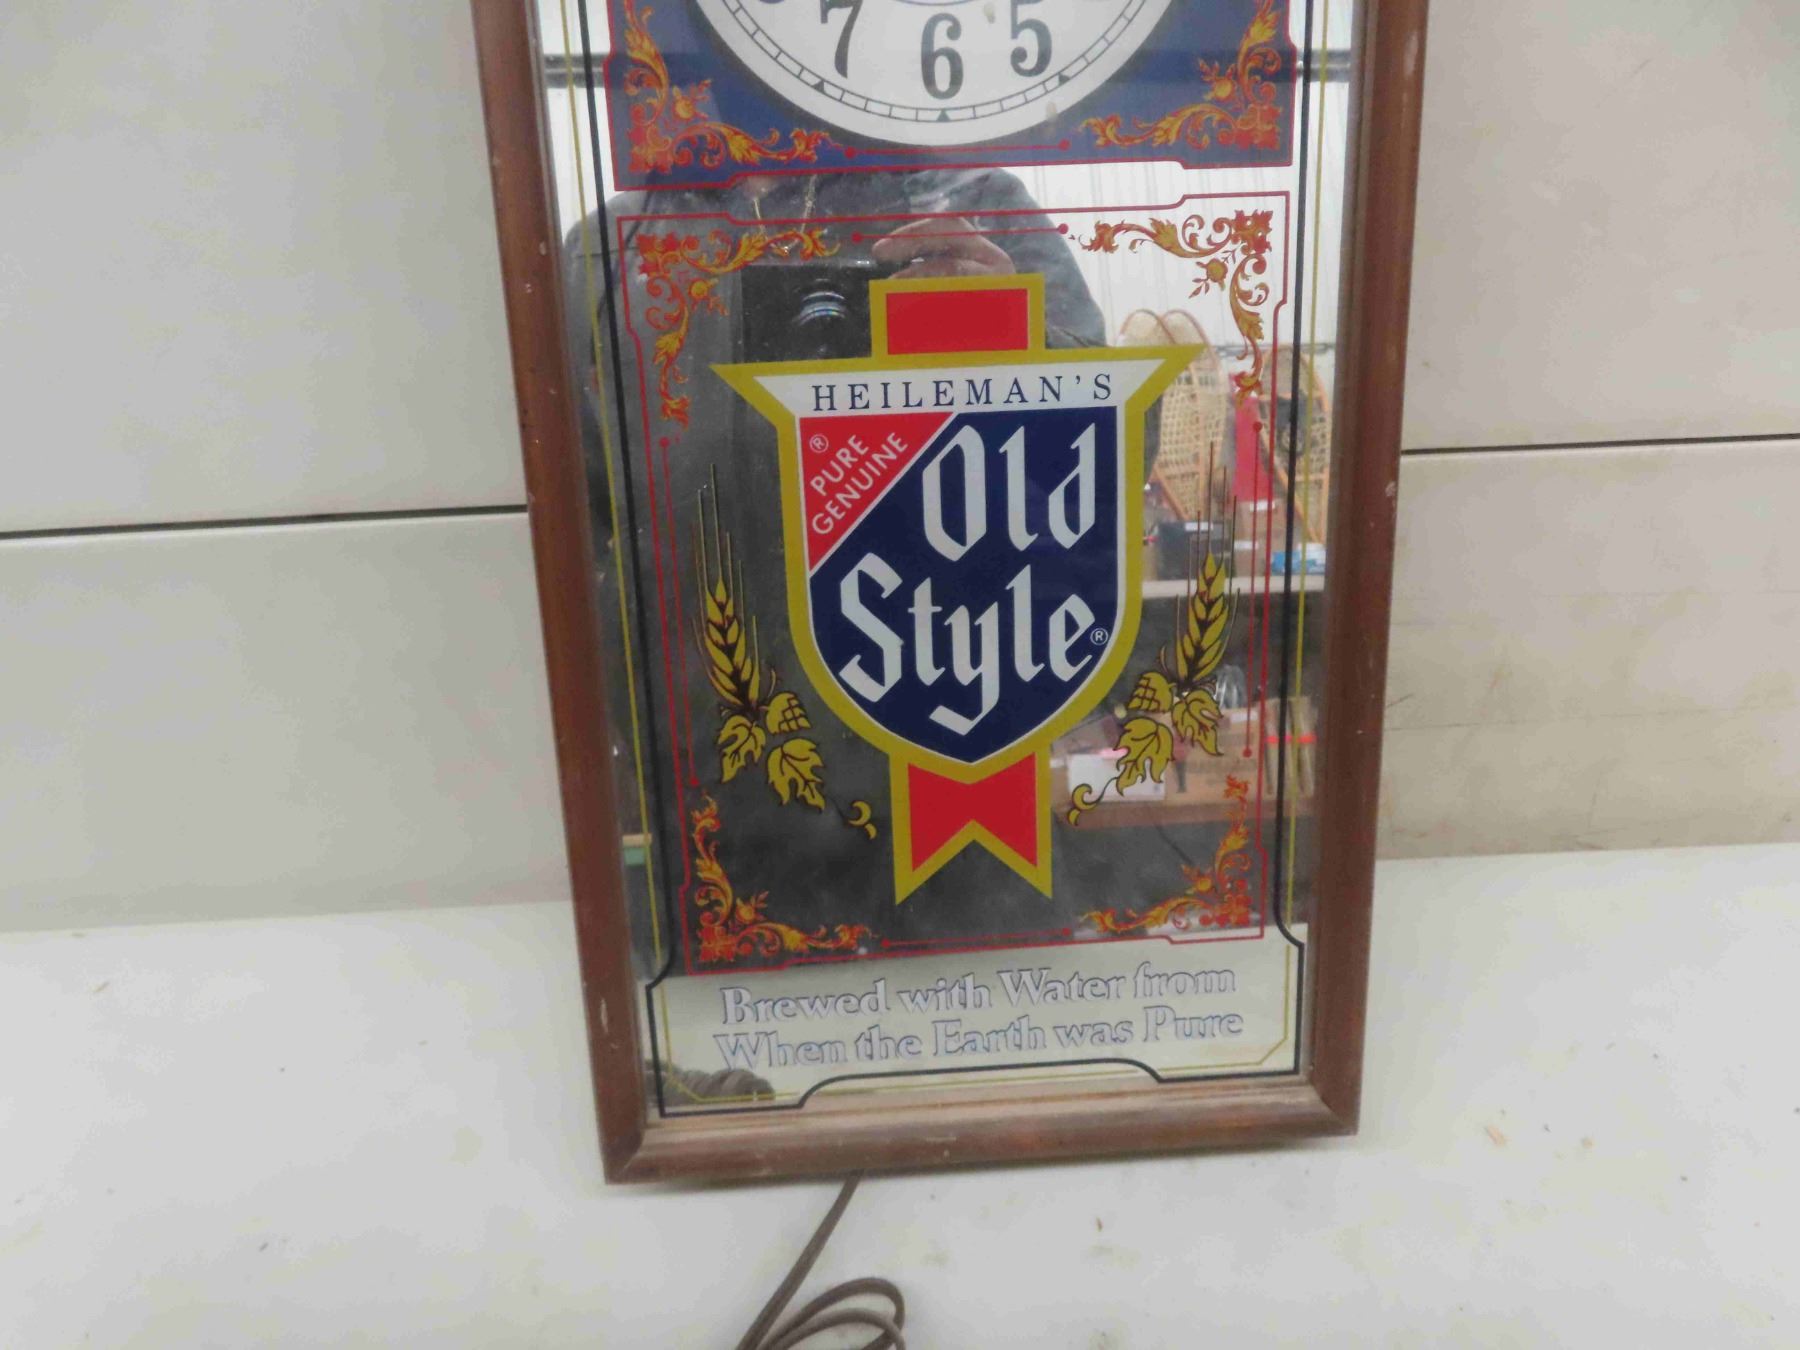 7 6 5
HEILEMAN'S
® PURE
GENUINE
Old
Style®
Brewed with Water from
When the Earth was Pure